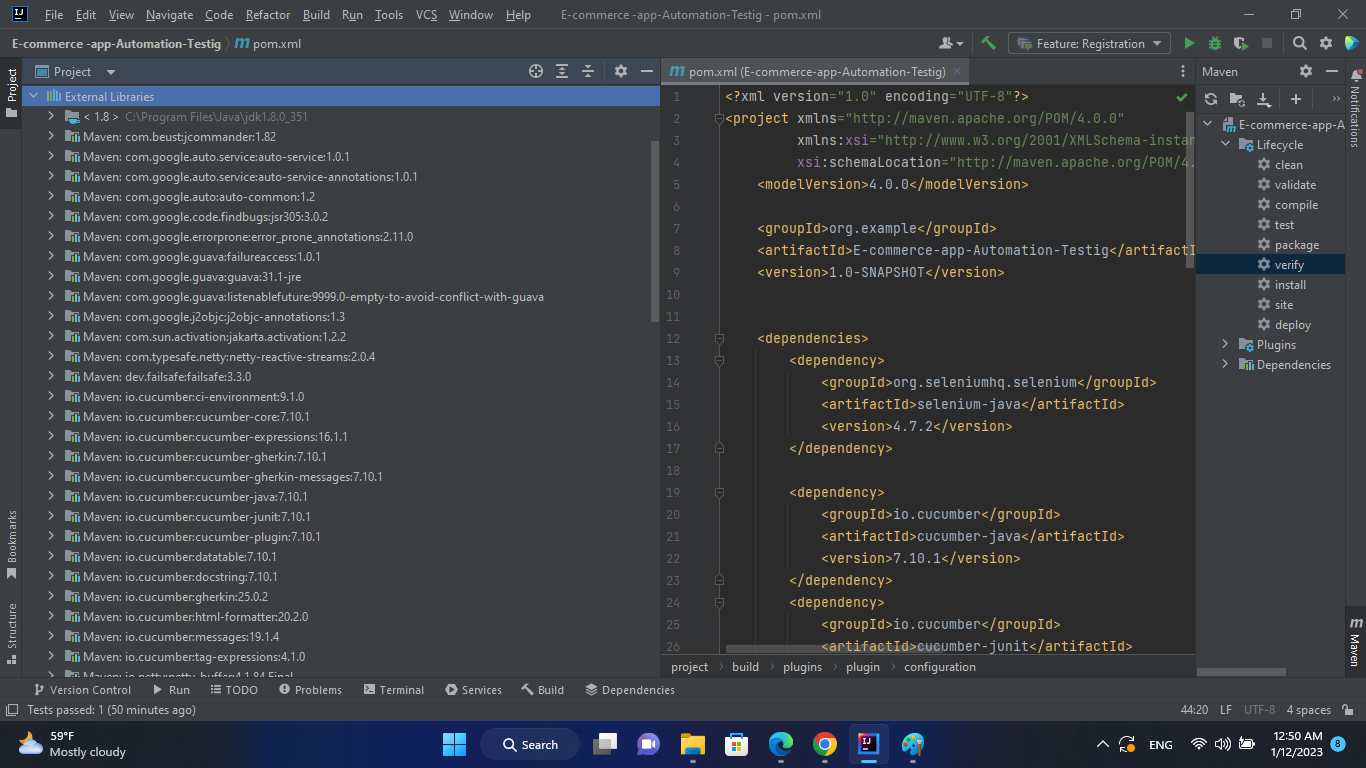 File Edit View Navigate Code Refactor Build Run Tools VCS Window Help E-commerce -app-Automation-Testig - pom.xml
E-commerce -app-Automation-Testig pom.xml
Feature: Registration
Project
Project
External Libraries
< 1.8 > C:\Program Files\Java\jdk1.8.0_351
Maven: com.beust:jcommander:1.82
Maven: com.google.auto.service:auto-service:1.0.1
Maven: com.google.auto.service:auto-service-annotations:1.0.1
Maven: com.google.auto:auto-common:1.2
Maven: com.google.code.findbugs:jsr305:3.0.2
Maven: com.google.errorprone:error_prone_annotations:2.11.0
Maven: com.google.guava:failureaccess:1.0.1
Maven: com.google.guava:guava:31.1-jre
Maven: com.google.guava:listenablefuture:9999.0-empty-to-avoid-conflict-with-guava
Maven: com.google.j2objc:j2objc-annotations:1.3
Maven: com.sun.activation:jakarta.activation:1.2.2
Maven: com.typesafe.netty:netty-reactive-streams:2.0.4
Maven: dev.failsafe:failsafe:3.3.0
Maven: io.cucumber:ci-environment:9.1.0
Maven: io.cucumber:cucumber-core:7.10.1
Maven: io.cucumber:cucumber-expressions:16.1.1
Maven: io.cucumber:cucumber-gherkin:7.10.1
Maven: io.cucumber:cucumber-gherkin-messages:7.10.1
Maven: io.cucumber:cucumber-java:7.10.1
Maven: io.cucumber:cucumber-junit:7.10.1
Maven: io.cucumber:cucumber-plugin:7.10.1
Maven: io.cucumber:datatable:7.10.1
Maven: io.cucumber:docstring:7.10.1
Maven: io.cucumber:gherkin:25.0.2
Maven: io.cucumber:html-formatter:20.2.0
Maven: io.cucumber:messages:19.1.4
Maven: io.cucumber:tag-expressions:4.1.0
Maven: io.netty:netty-buffer:4.1.84.Final
Bookmarks
Structure
pom.xml (E-commerce-app-Automation-Testig)
1 <?xml version="1.0" encoding="UTF-8"?>
2 <project xmlns="http://maven.apache.org/POM/4.0.0"
3 xmlns:xsi="http://www.w3.org/2001/XMLSchema-instan
4 xsi:schemaLocation="http://maven.apache.org/POM/4.
5 <modelVersion>4.0.0</modelVersion>
6
7 <groupId>org.example</groupId>
8 <artifactId>E-commerce-app-Automation-Testig</artifactI
9 <version>1.0-SNAPSHOT</version>
10
11
12 <dependencies>
13 <dependency>
14 <groupId>org.seleniumhq.selenium</groupId>
15 <artifactId>selenium-java</artifactId>
16 <version>4.7.2</version>
17 </dependency>
18
19 <dependency>
20 <groupId>io.cucumber</groupId>
21 <artifactId>cucumber-java</artifactId>
22 <version>7.10.1</version>
23 </dependency>
24 <dependency>
25 <groupId>io.cucumber</groupId>
26 <artifactId>cucumber-junit</artifactId>
project build plugins plugin configuration
Maven
E-commerce-app-A
Lifecycle
clean
validate
compile
test
package
verify
install
site
deploy
Plugins
Dependencies
Notifications
Maven
Version Control Run TODO Problems Terminal Services Build Dependencies
Tests passed: 1 (50 minutes ago) 44:20 LF UTF-8 4 spaces
59°F
Mostly cloudy
Search
ENG
12:50 AM
1/12/2023
8